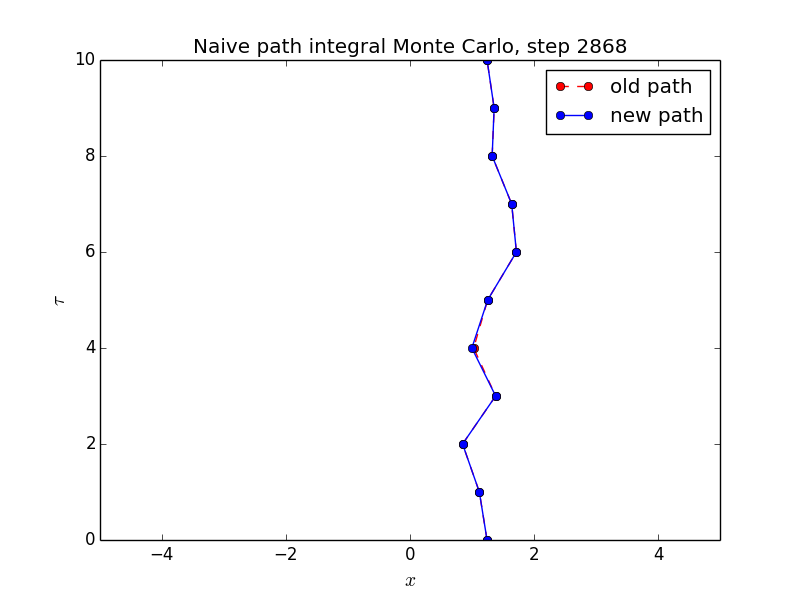 Naive path integral Monte Carlo, step 2868
old path
new path
10
8
6
4
2
0
τ
−4 −2 0 2 4
x